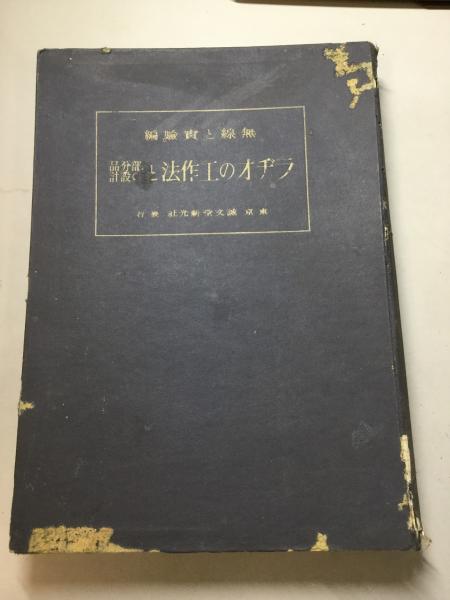 無線と實驗編
ラヂオの工作法と部分品の設計
東京 誠文堂新光社 發行